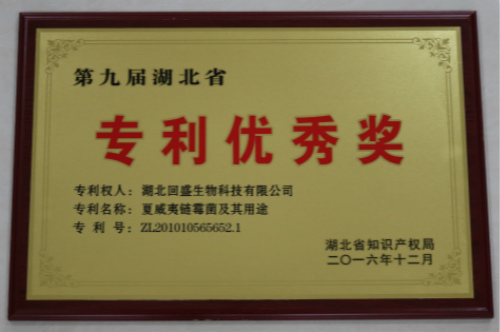 第九届湖北省
专利优秀奖
专利权人：湖北回盛生物科技有限公司
专利名称：夏威夷链霉菌及其用途
专 利 号：ZL201010565652.1
湖北省知识产权局
二〇一六年十二月